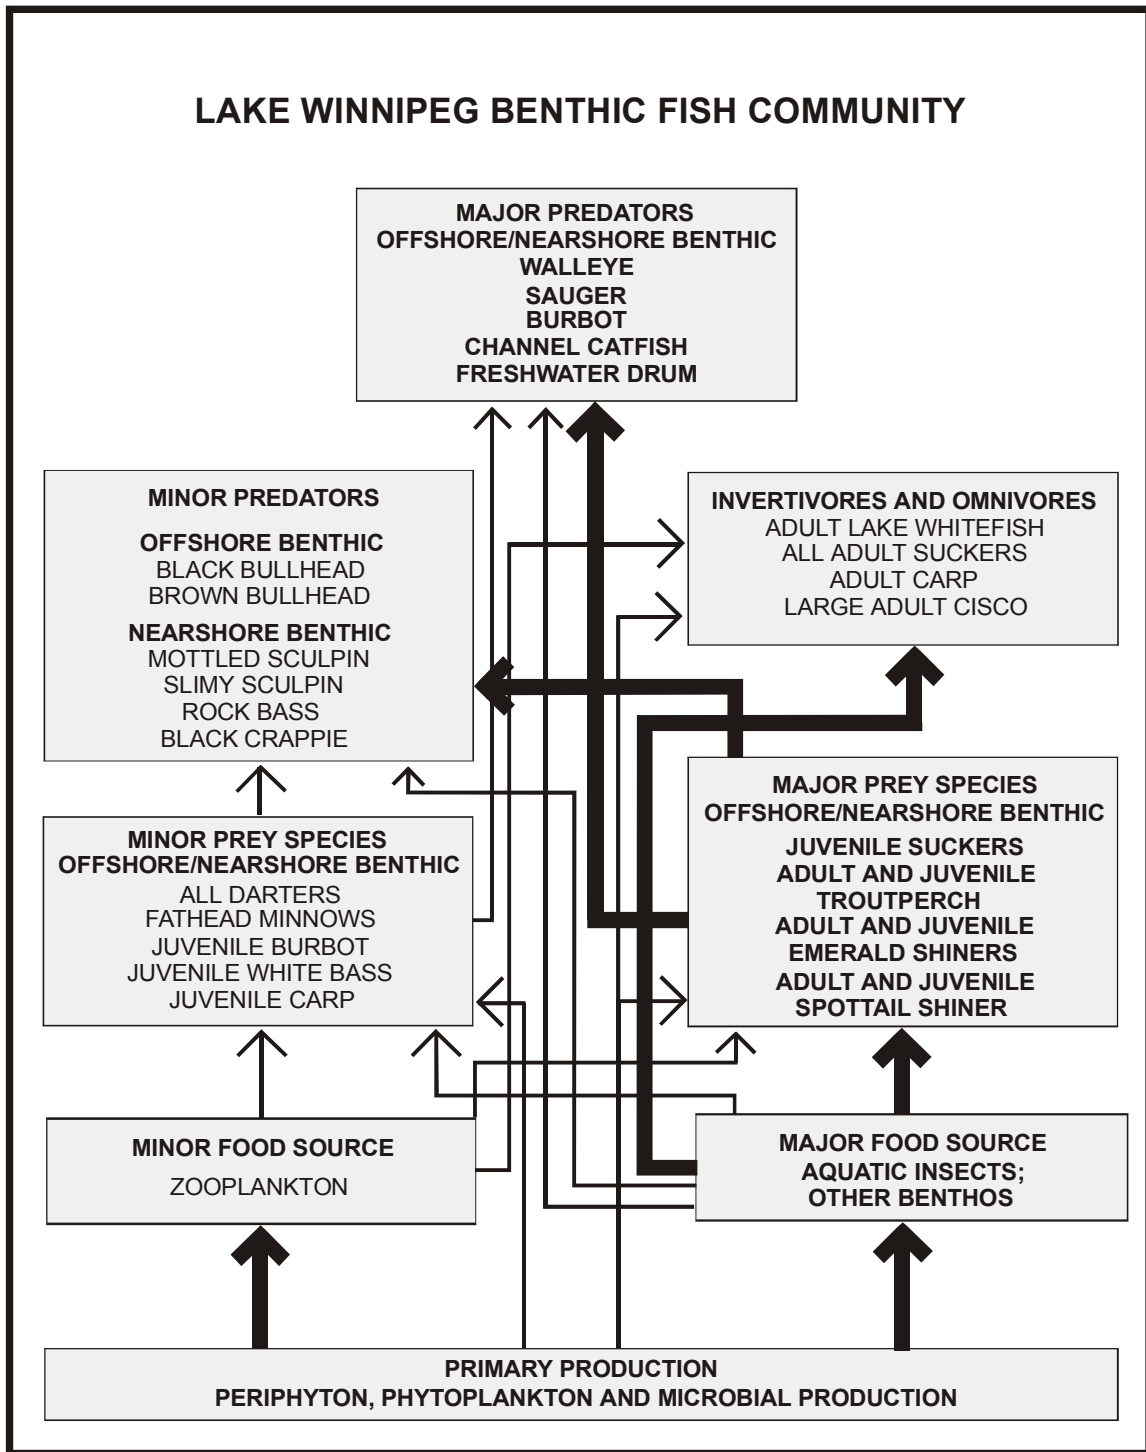 LAKE WINNIPEG BENTHIC FISH COMMUNITY
MAJOR PREDATORS
OFFSHORE/NEARSHORE BENTHIC
WALLEYE
SAUGER
BURBOT
CHANNEL CATFISH
FRESHWATER DRUM
MINOR PREDATORS
OFFSHORE BENTHIC
BLACK BULLHEAD
BROWN BULLHEAD
NEARSHORE BENTHIC
MOTTLED SCULPIN
SLIMY SCULPIN
ROCK BASS
BLACK CRAPPIE
INVERTIVORES AND OMNIVORES
ADULT LAKE WHITEFISH
ALL ADULT SUCKERS
ADULT CARP
LARGE ADULT CISCO
MINOR PREY SPECIES
OFFSHORE/NEARSHORE BENTHIC
ALL DARTERS
FATHEAD MINNOWS
JUVENILE BURBOT
JUVENILE WHITE BASS
JUVENILE CARP
MAJOR PREY SPECIES
OFFSHORE/NEARSHORE BENTHIC
JUVENILE SUCKERS
ADULT AND JUVENILE
TROUTPERCH
ADULT AND JUVENILE
EMERALD SHINERS
ADULT AND JUVENILE
SPOTTAIL SHINER
MINOR FOOD SOURCE
ZOOPLANKTON
MAJOR FOOD SOURCE
AQUATIC INSECTS;
OTHER BENTHOS
PRIMARY PRODUCTION
PERIPHYTON, PHYTOPLANKTON AND MICROBIAL PRODUCTION